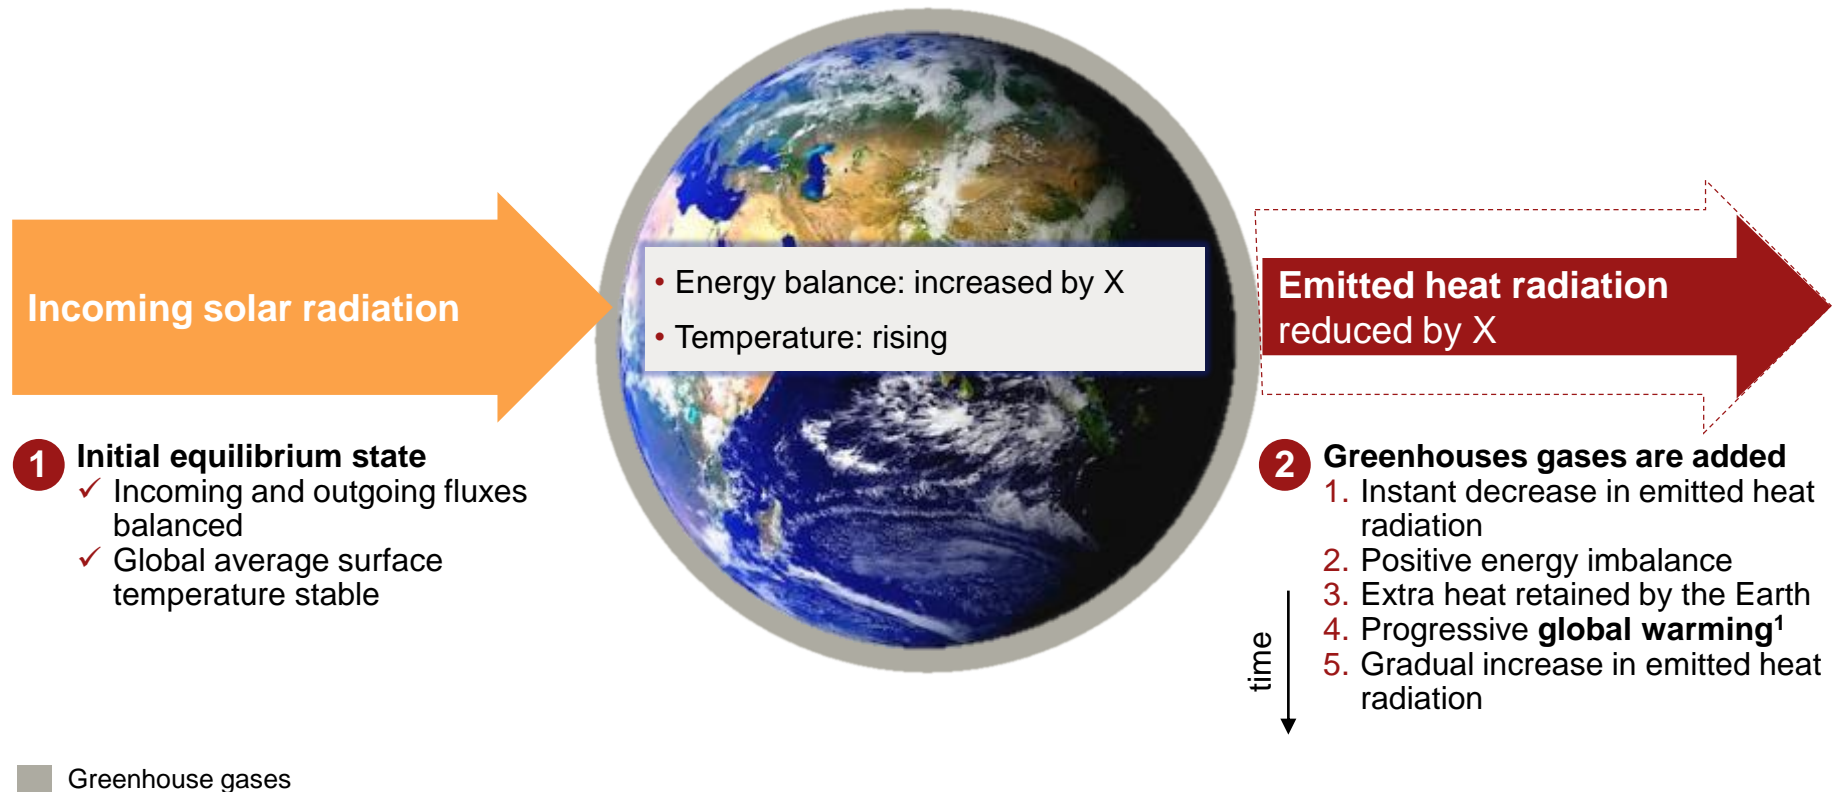 Incoming solar radiation
• Energy balance: increased by X
• Temperature: rising
Emitted heat radiation
reduced by X
1 Initial equilibrium state
✓ Incoming and outgoing fluxes
balanced
✓ Global average surface
temperature stable
2 Greenhouses gases are added
1. Instant decrease in emitted heat
radiation
2. Positive energy imbalance
3. Extra heat retained by the Earth
4. Progressive global warming¹
5. Gradual increase in emitted heat
radiation
time
Greenhouse gases